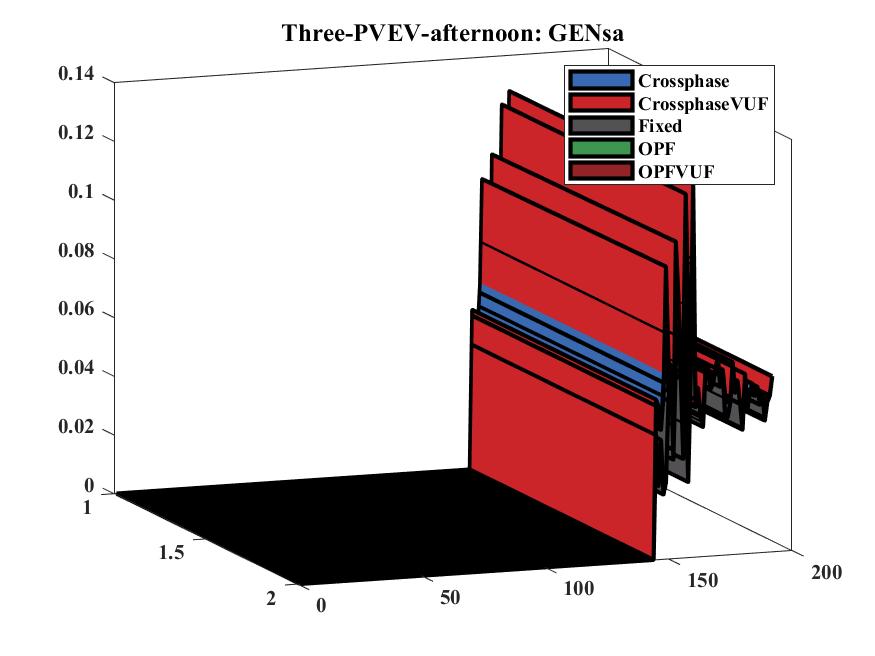 Three-PVEV-afternoon: GENsa
Crossphase
CrossphaseVUF
Fixed
OPF
OPFVUF
0.14
0.12
0.1
0.08
0.06
0.04
0.02
0
1
1.5
2
0
50
100
150
200